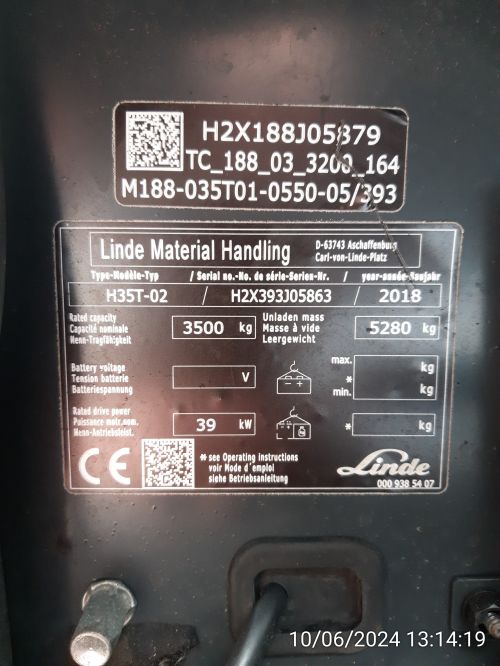 H2X188J05879
TC_188_03_3200_164
M188-035T01-0550-05/393
Linde Material Handling
D-63743 Aschaffenburg
Carl-von-Linde-Platz
Type-Modèle-Typ / Serial no.-No. de série-Serien-Nr. / year-année-Baujahr
H35T-02 / H2X393J05863 / 2018
Rated capacity
Capacité nominale
Nenn-Tragfähigkeit
3500 kg
Unladen mass
Masse à vide
Leergewicht
5280 kg
Battery voltage
Tension batterie
Batteriespannung
V
max. kg
*
min. kg
Rated drive power
Puissance motr.nom.
Nenn-Antriebsleist.
39 kW
* kg
CE
* see Operating instructions
voir Mode d'emploi
siehe Betriebsanleitung
Linde
000 938 54 07
10/06/2024 13:14:19